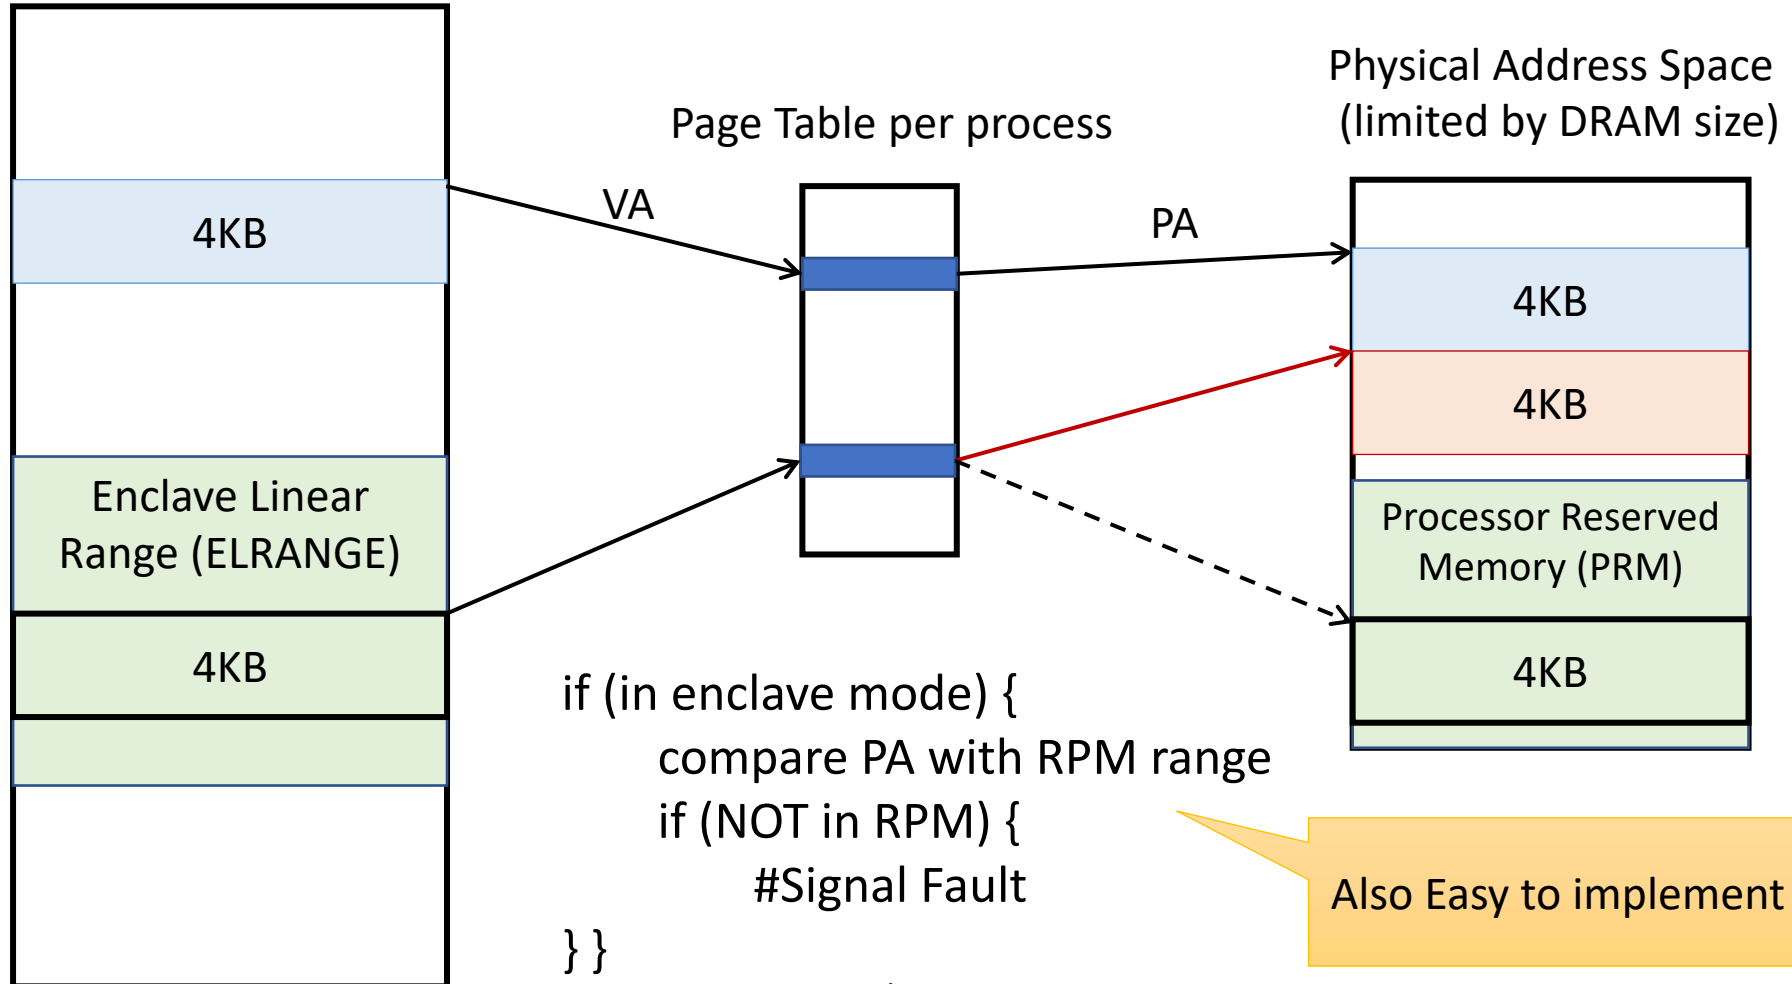 Physical Address Space
(limited by DRAM size)
Page Table per process
VA
PA
4KB
4KB
4KB
Enclave Linear
Range (ELRANGE)
Processor Reserved
Memory (PRM)
4KB
4KB
if (in enclave mode) {
compare PA with RPM range
if (NOT in RPM) {
#Signal Fault
} }
Also Easy to implement